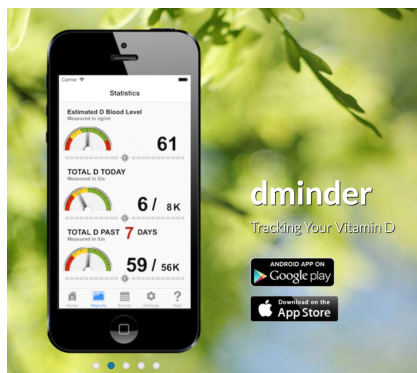 Carrier
Statistics
Estimated D Blood Level
Measured in ng/ml
61
TOTAL D TODAY
Measured in IUs
6 / 8 K
TOTAL D PAST 7 DAYS
Measured in IUs
59 / 56K
Home Reports Events Settings Help
dminder
Tracking Your Vitamin D
ANDROID APP ON
Google play
Download on the
App Store